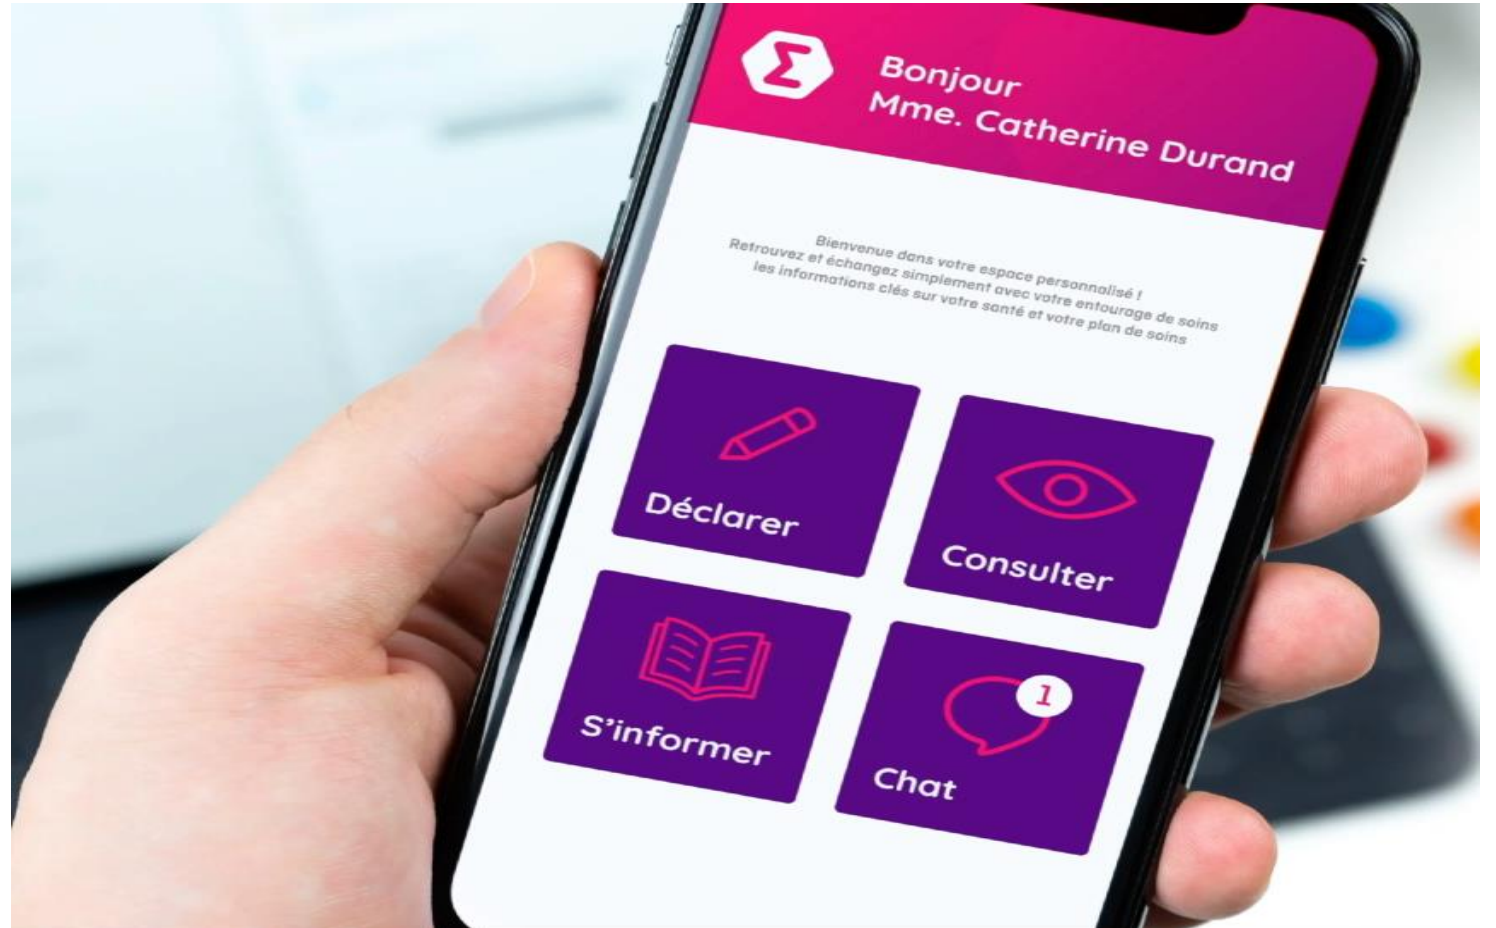 Bonjour
Mme. Catherine Durand
Bienvenue dans votre espace personnalisé !
Retrouvez et échangez simplement avec votre entourage de soins
les informations clés sur votre santé et votre plan de soins
Déclarer
Consulter
S'informer
1
Chat